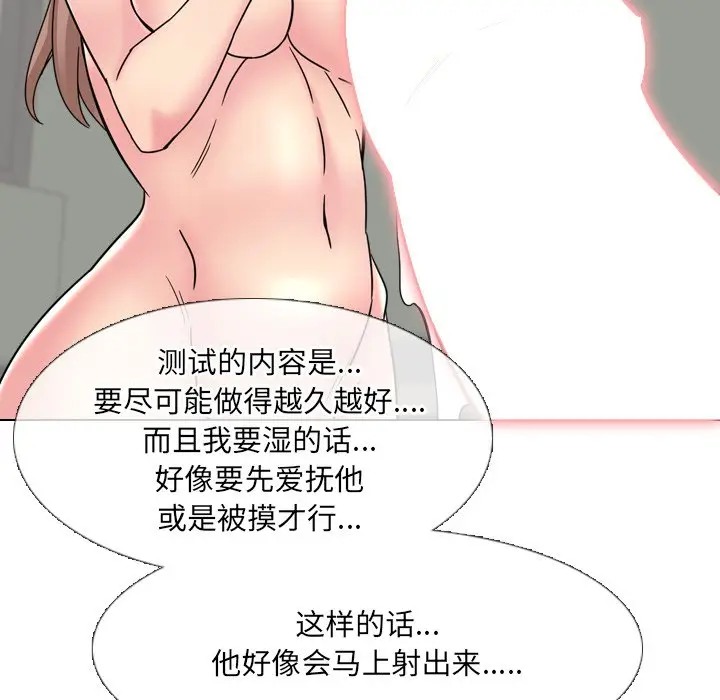 测试的内容是...
要尽可能做得越久越好....
而且我要湿的话...
好像要先爱抚他
或是被摸才行...
这样的话...
他好像会马上射出来.....